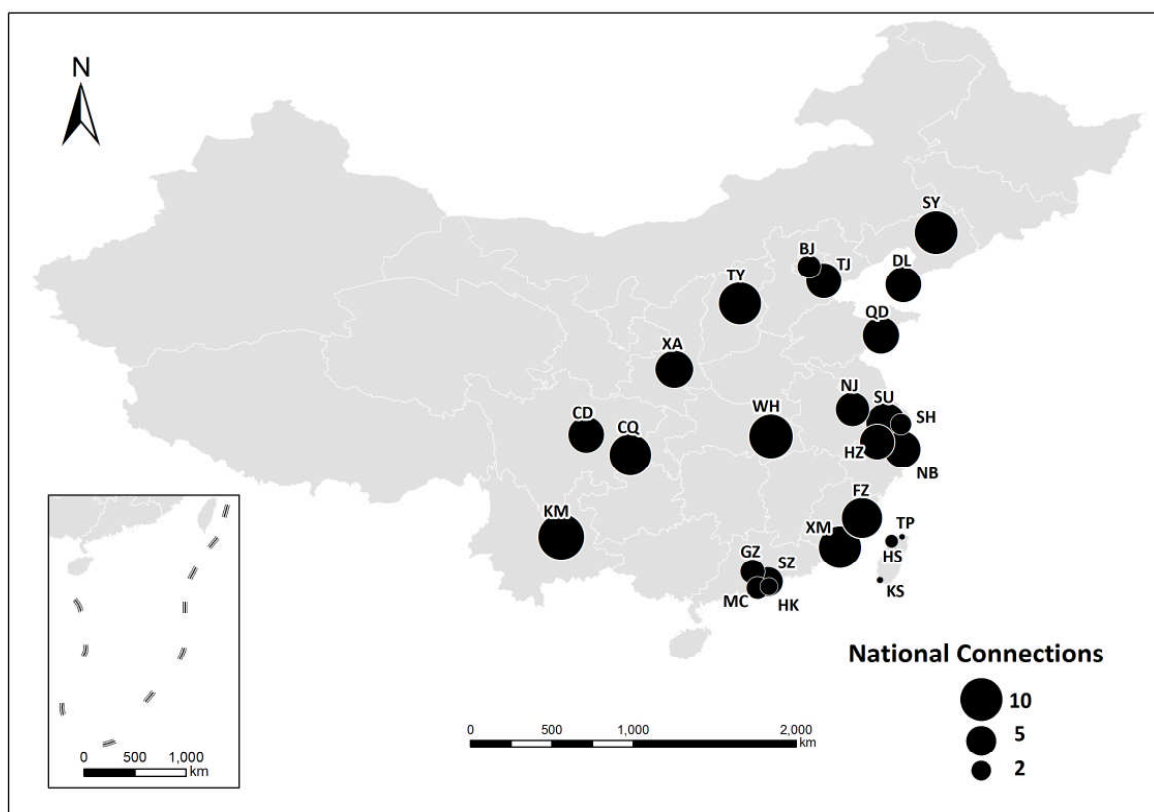 N
SY
BJ
TJ
DL
TY
QD
XA
NJ
SU
SH
CD
CQ
WH
HZ
NB
KM
FZ
XM
TP
HS
GZ
SZ
KS
MC
HK
National Connections
10
5
2
0 500 1,000 2,000
km
0 500 1,000
km